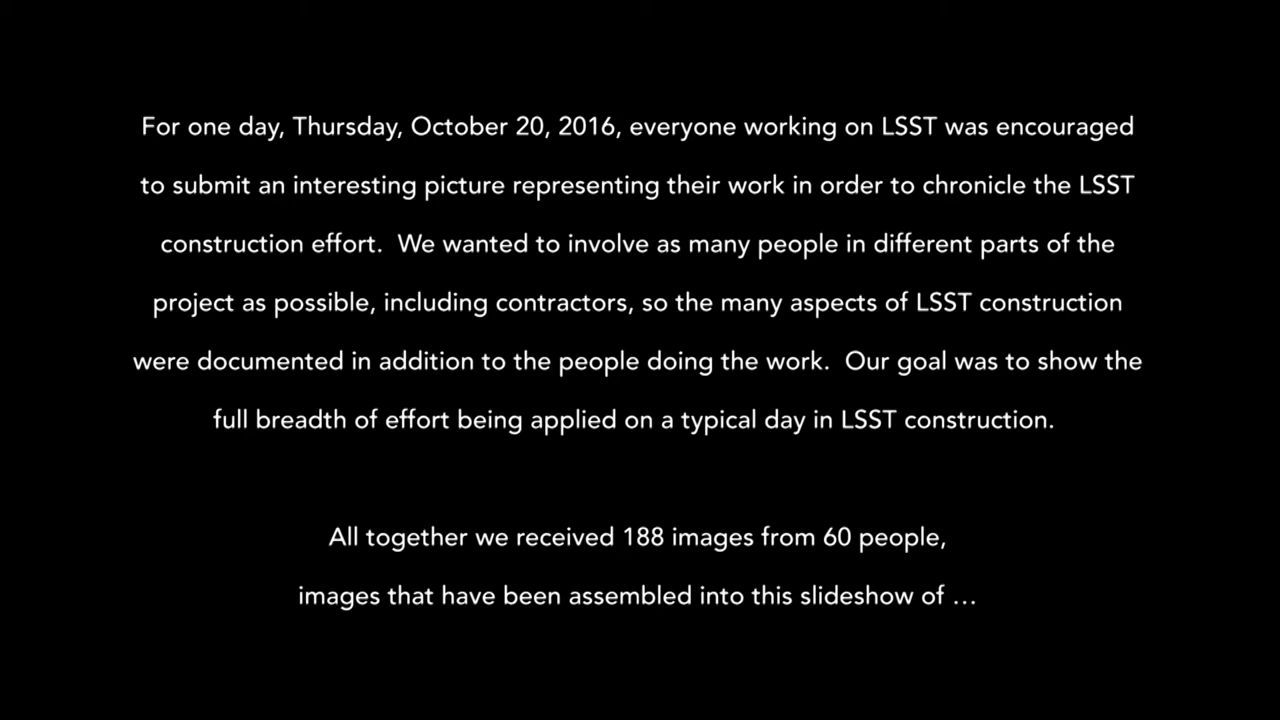 For one day, Thursday, October 20, 2016, everyone working on LSST was encouraged
to submit an interesting picture representing their work in order to chronicle the LSST
construction effort.  We wanted to involve as many people in different parts of the
project as possible, including contractors, so the many aspects of LSST construction
were documented in addition to the people doing the work.  Our goal was to show the
full breadth of effort being applied on a typical day in LSST construction.
All together we received 188 images from 60 people,
images that have been assembled into this slideshow of …